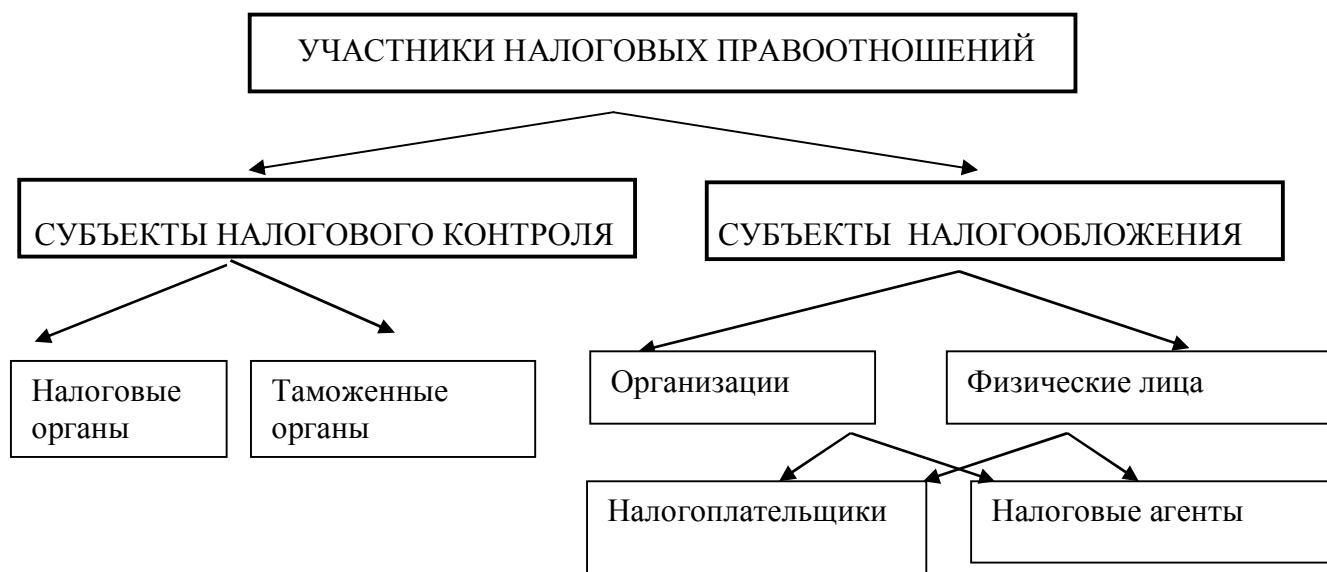 УЧАСТНИКИ НАЛОГОВЫХ ПРАВООТНОШЕНИЙ
СУБЪЕКТЫ НАЛОГОВОГО КОНТРОЛЯ
СУБЪЕКТЫ НАЛОГООБЛОЖЕНИЯ
Налоговые
органы
Таможенные
органы
Организации
Физические лица
Налогоплательщики
Налоговые агенты